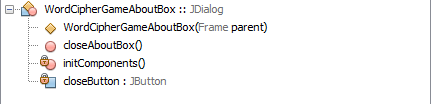 WordCipherGameAboutBox :: JDialog
WordCipherGameAboutBox(Frame parent)
closeAboutBox()
initComponents()
closeButton : JButton